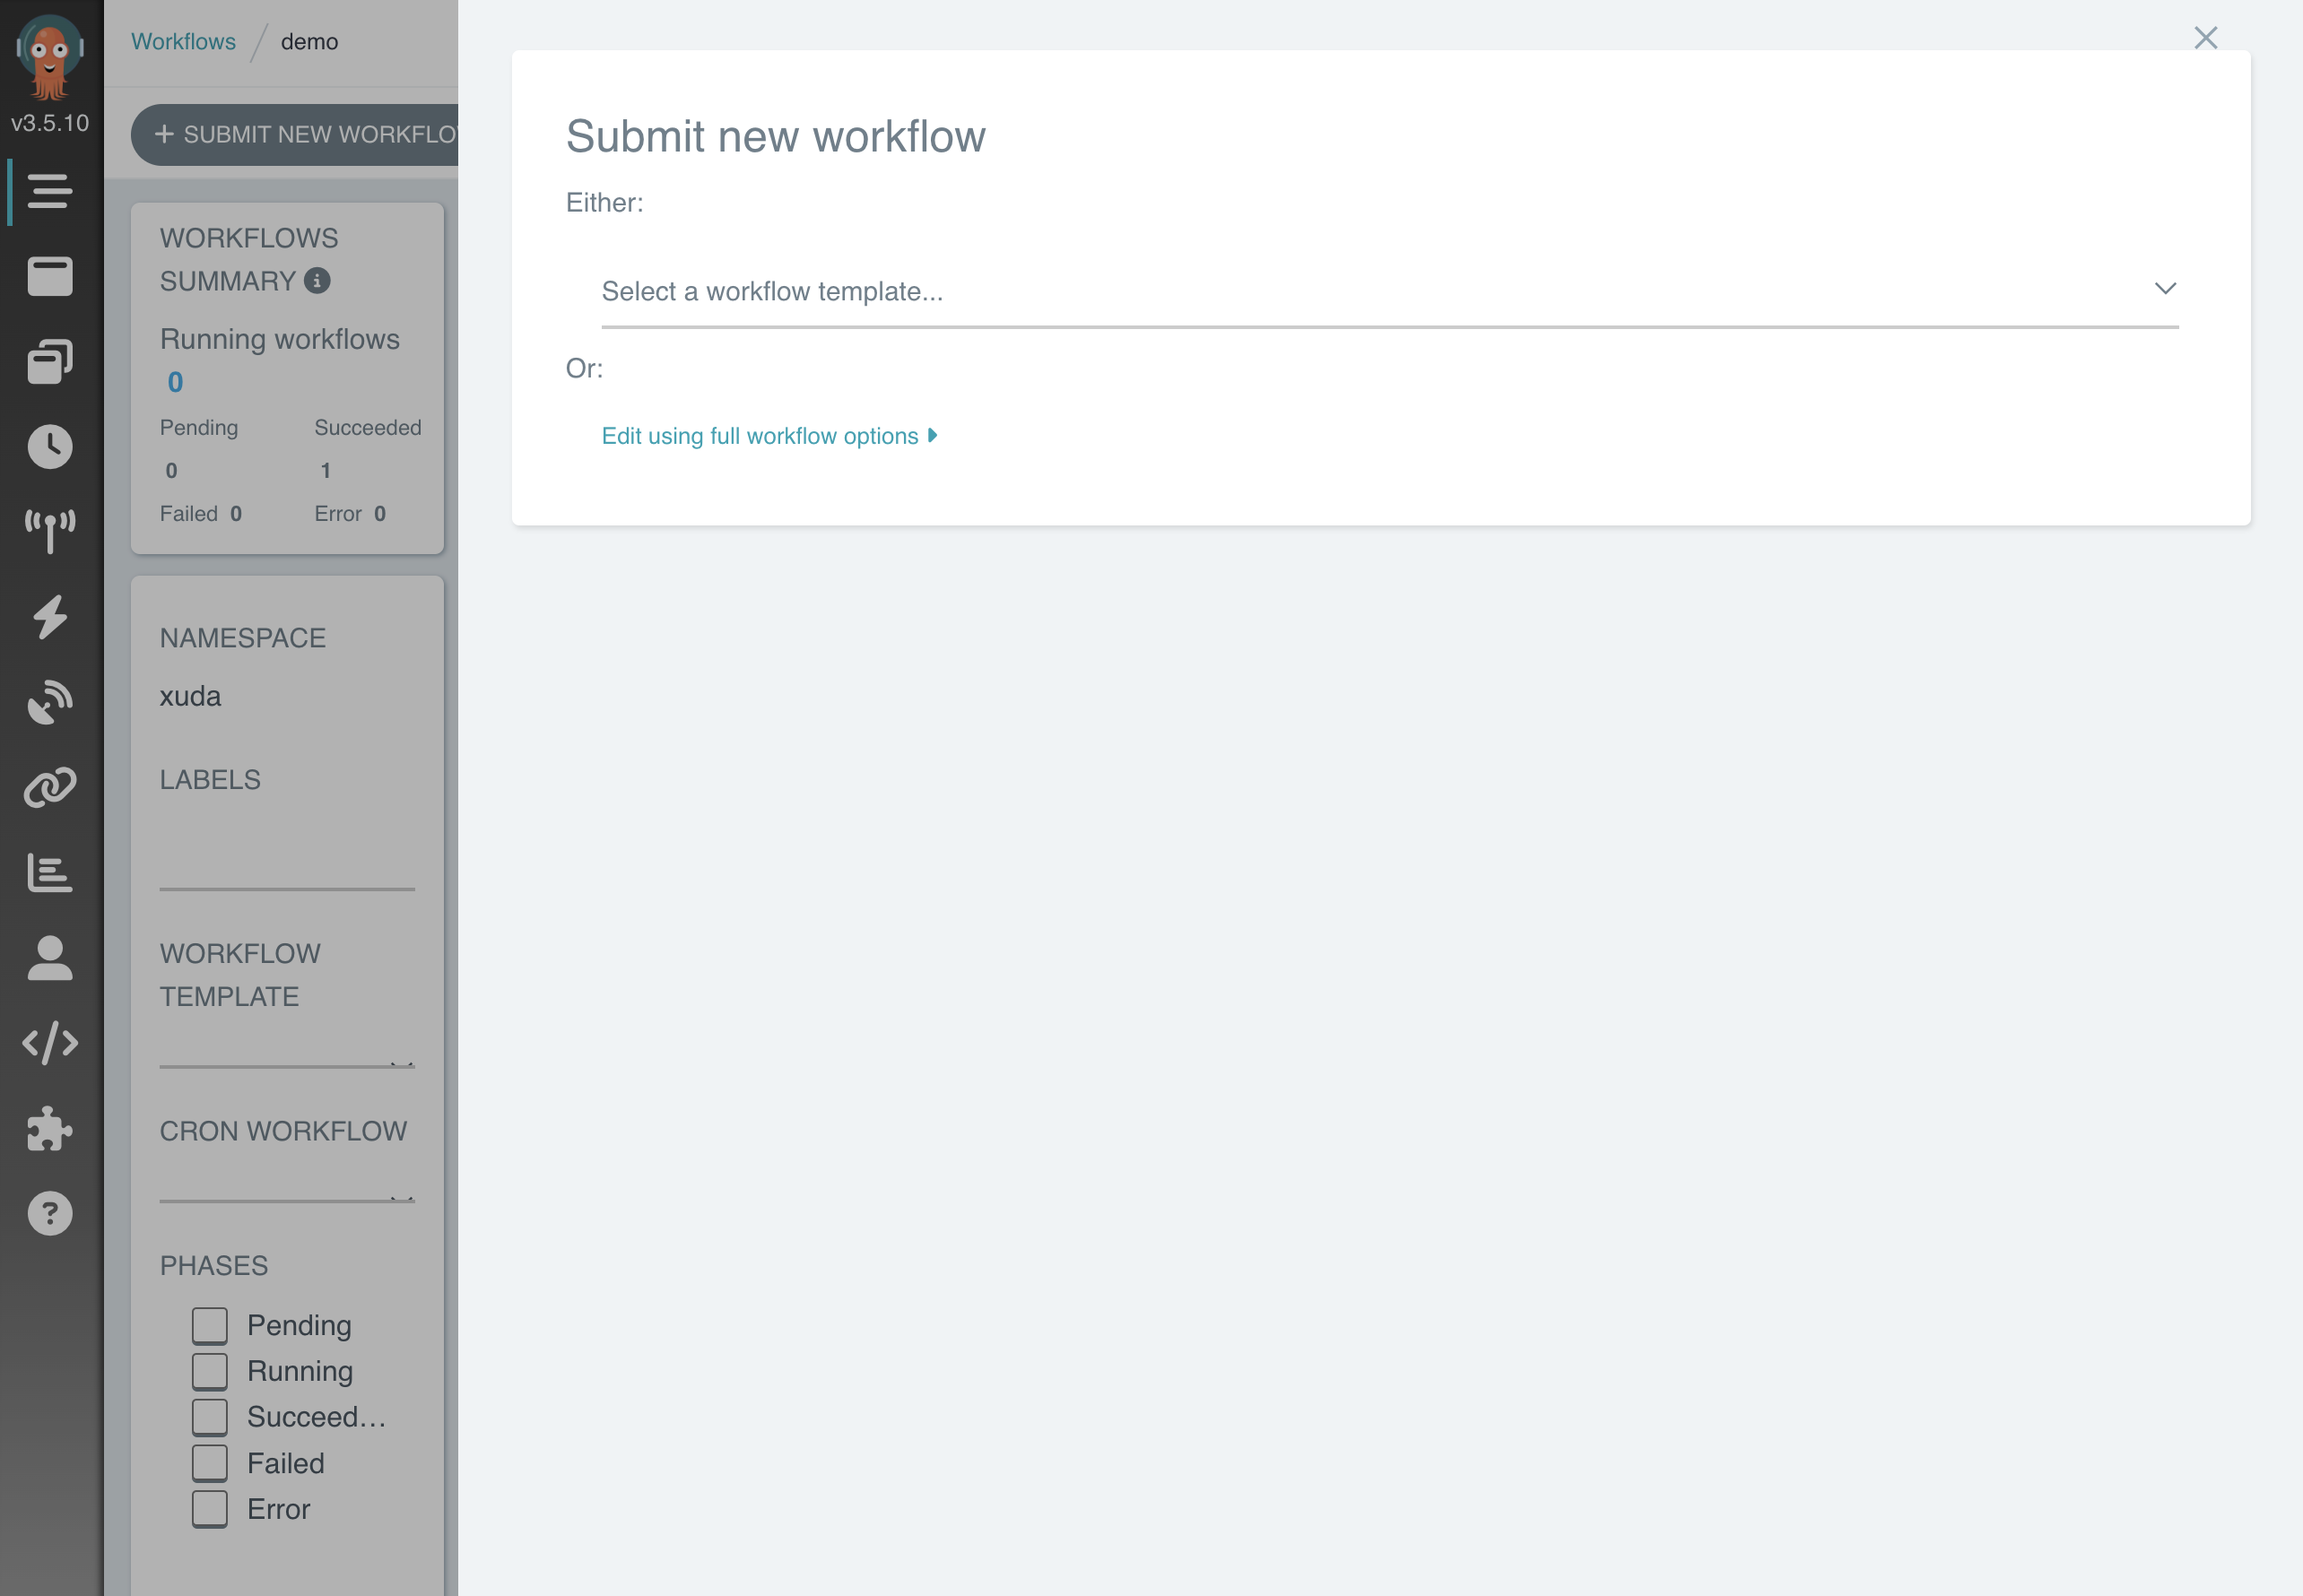 v3.5.10
Workflows / demo
+ SUBMIT NEW WORKFLO
WORKFLOWS
SUMMARY
Running workflows
0
Pending Succeeded
0 1
Failed 0 Error 0
NAMESPACE
xuda
LABELS
WORKFLOW
TEMPLATE
CRON WORKFLOW
PHASES
Pending
Running
Succeed...
Failed
Error
Submit new workflow
Either:
Select a workflow template...
Or:
Edit using full workflow options